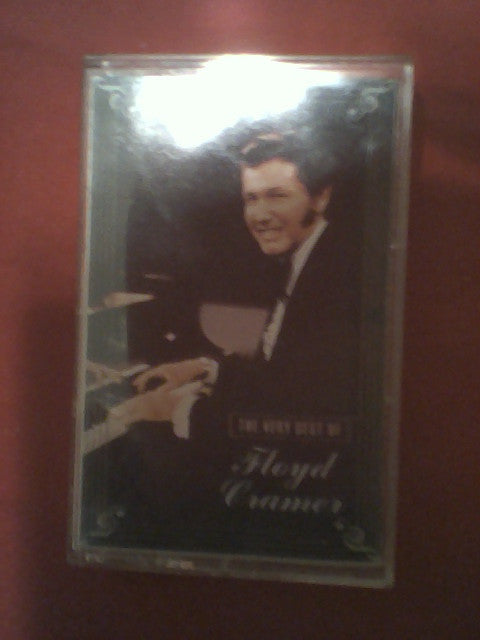 THE VERY BEST OF
Floyd
Cramer